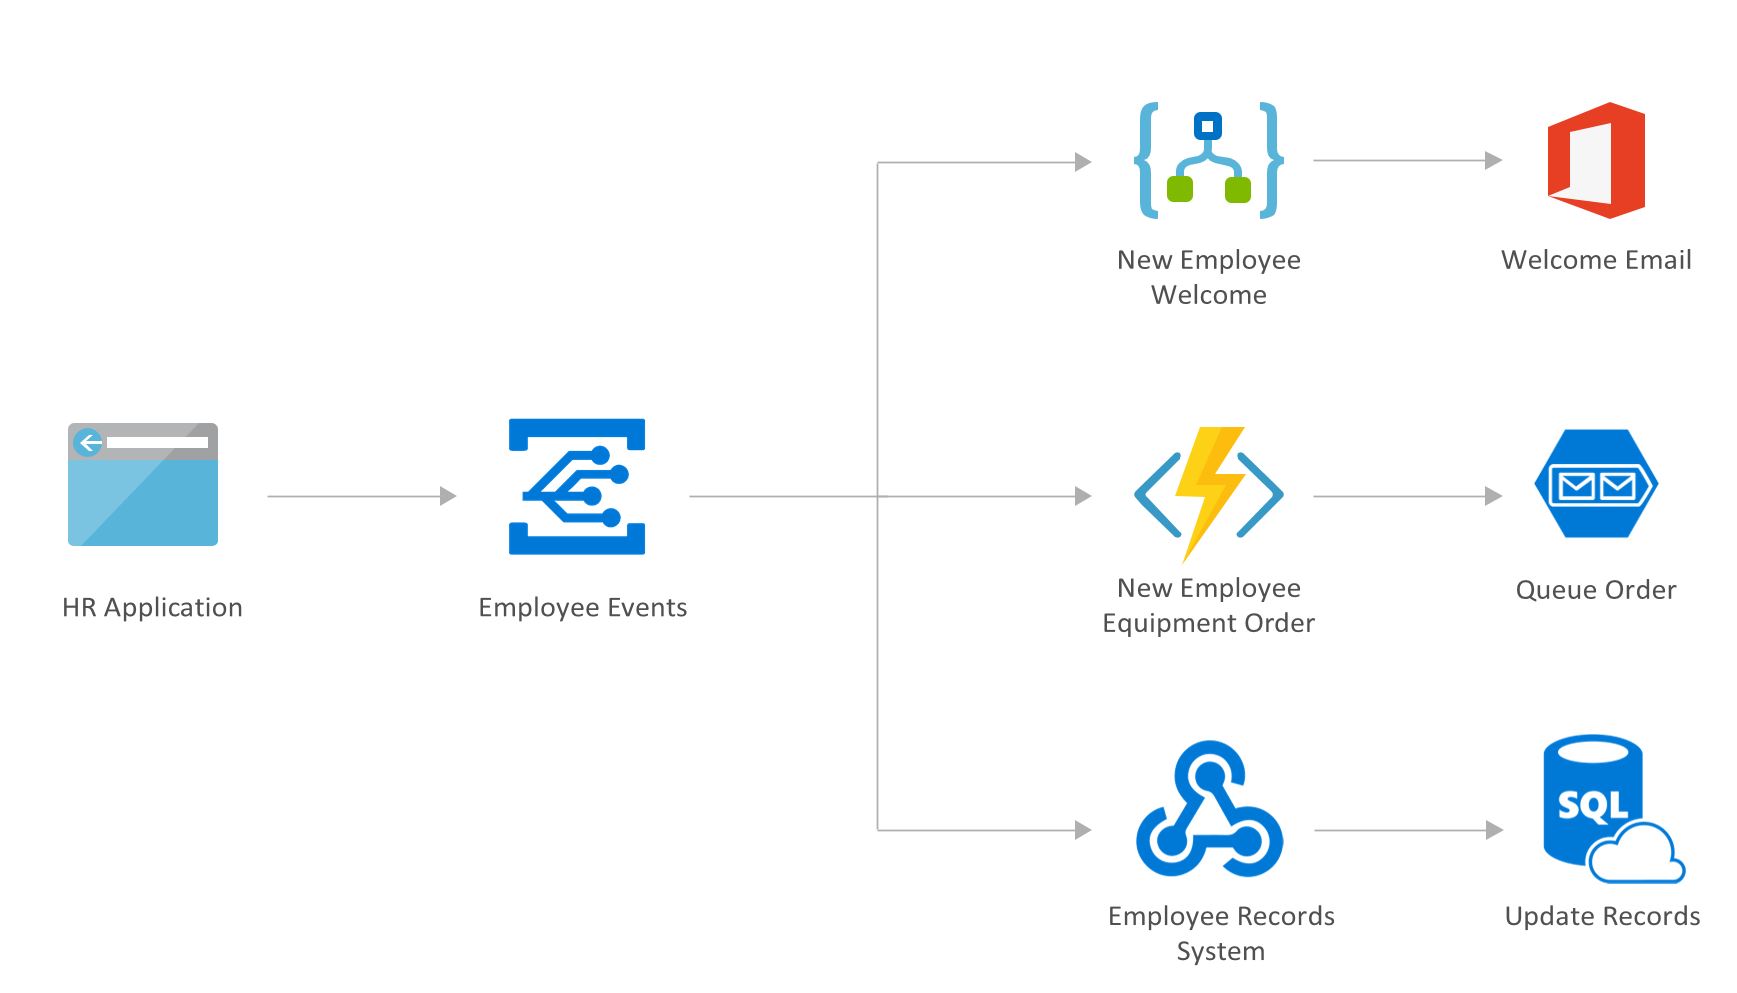 New Employee
Welcome
Welcome Email
HR Application
Employee Events
New Employee
Equipment Order
Queue Order
SQL
Employee Records
System
Update Records